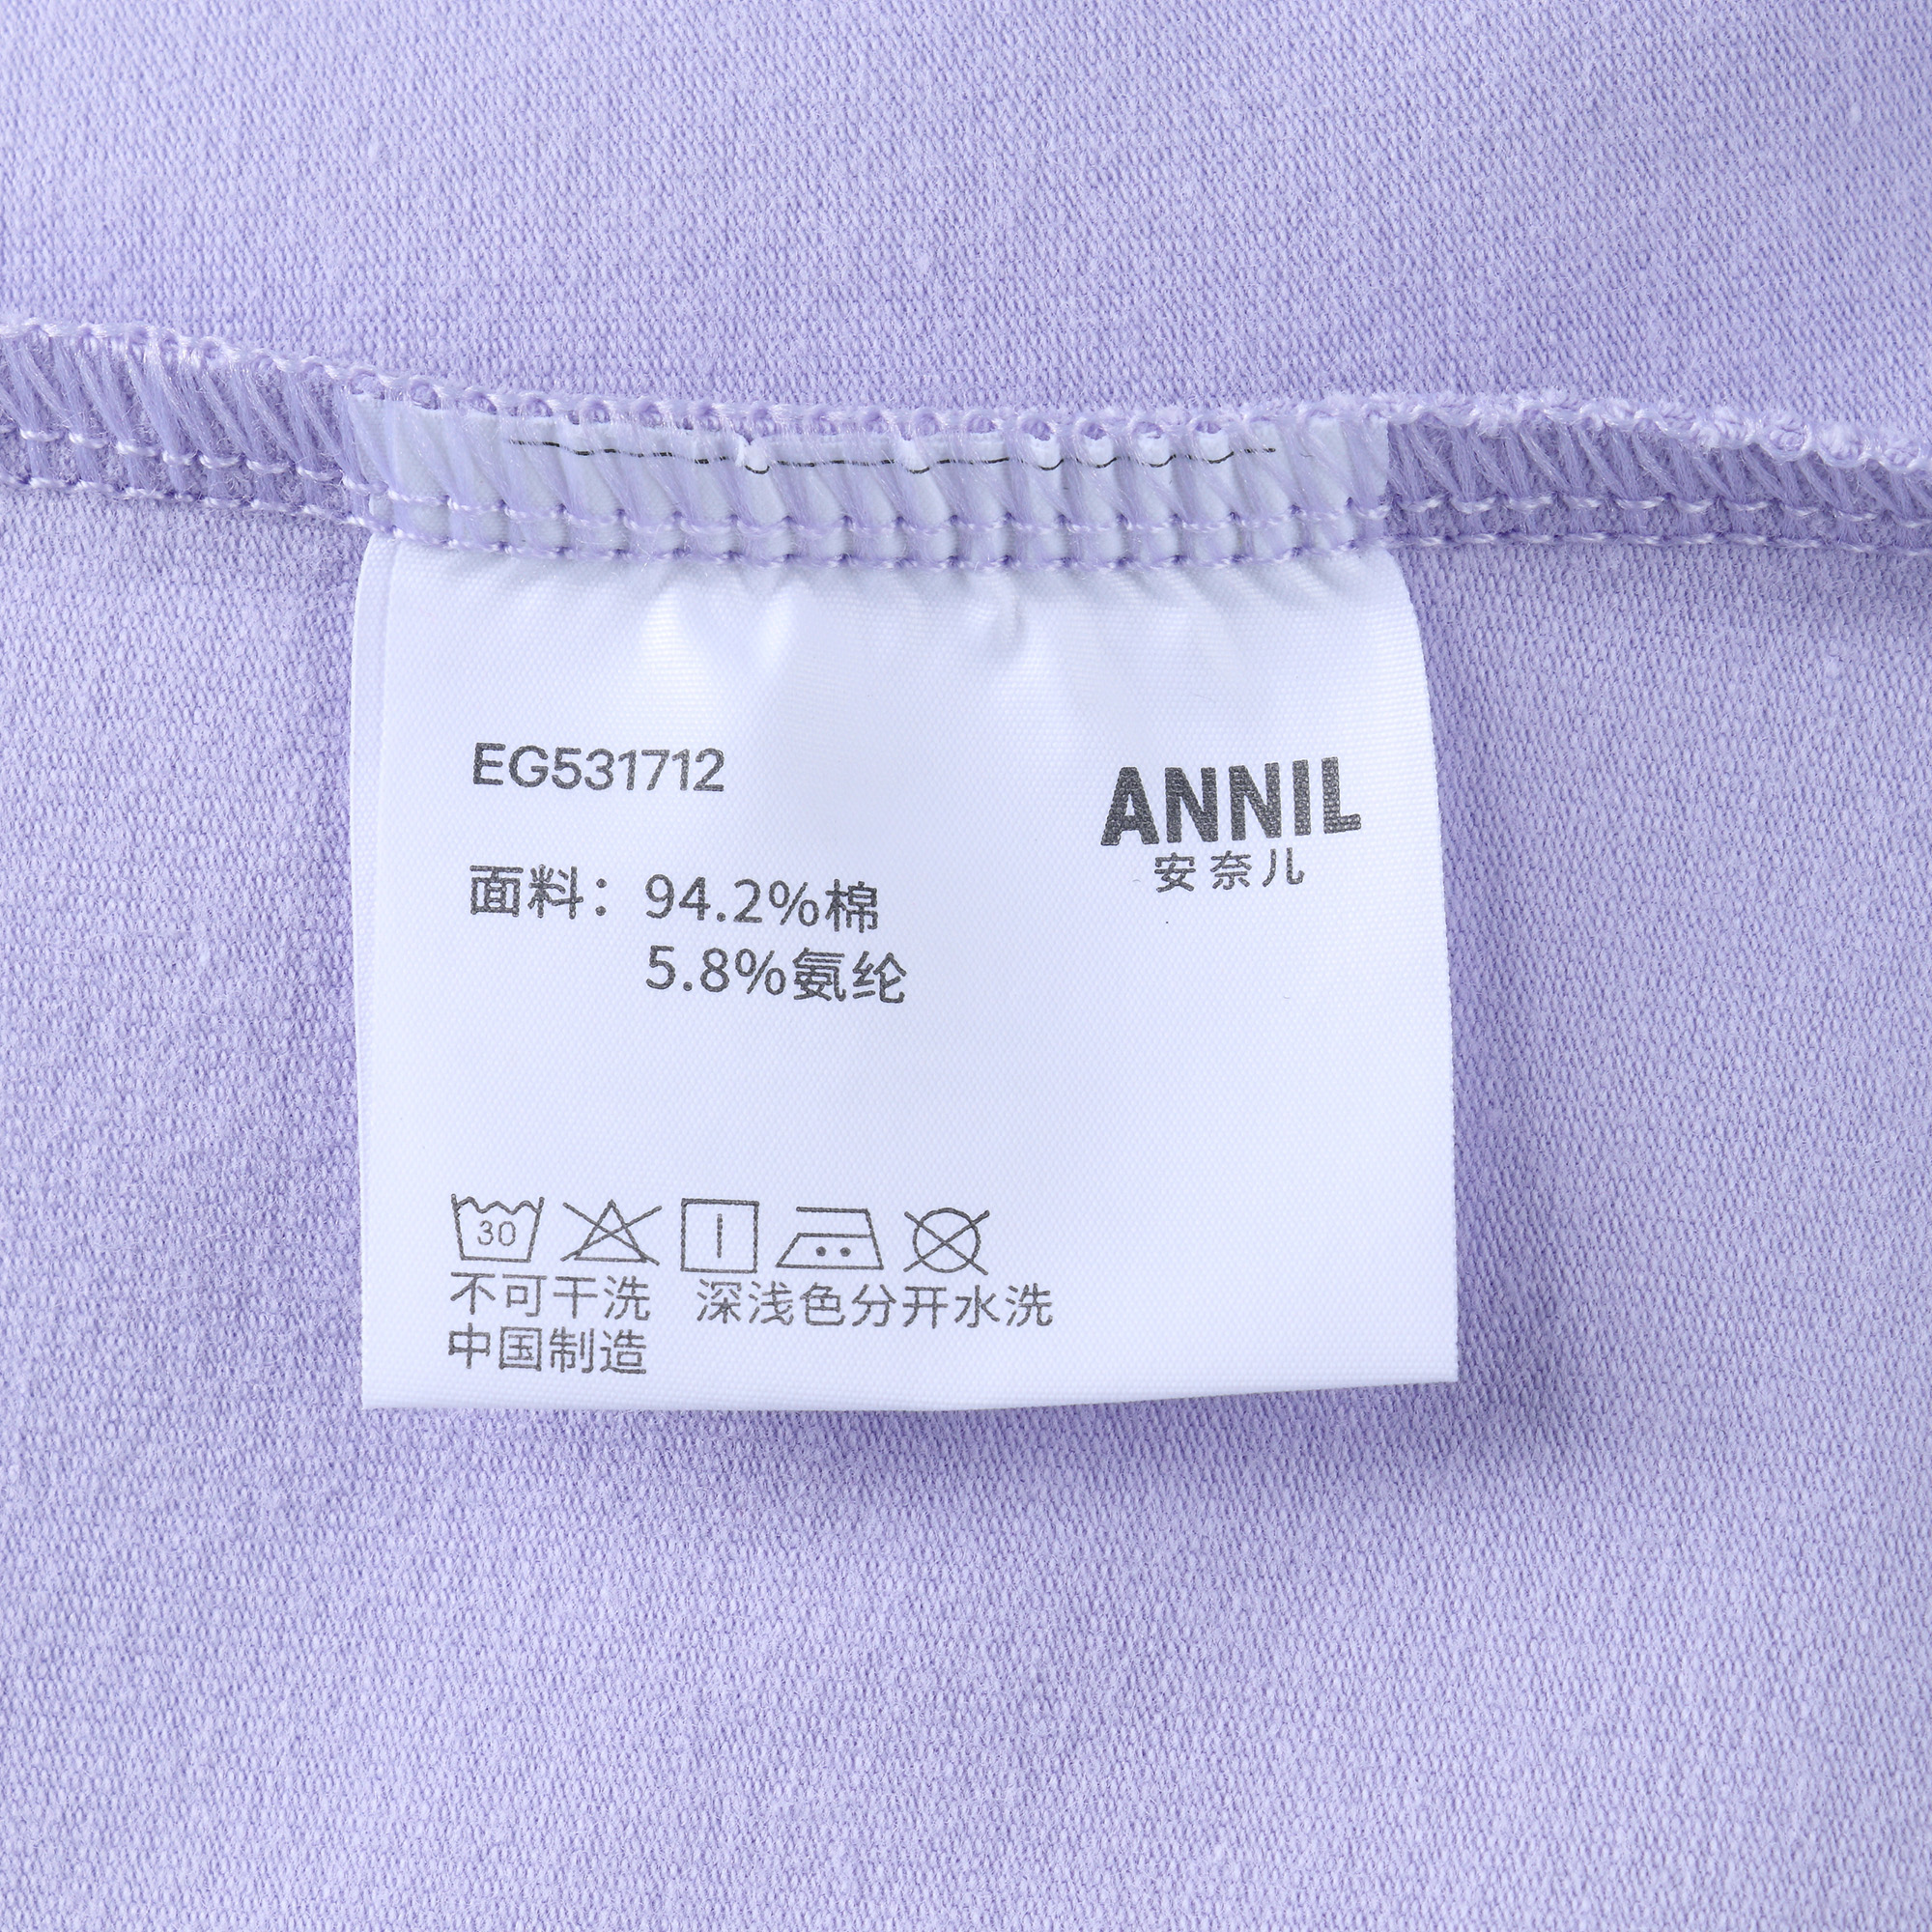 EG531712
ANNIL
安奈儿
面料：94.2%棉
5.8%氨纶
30
不可干洗 深浅色分开水洗
中国制造